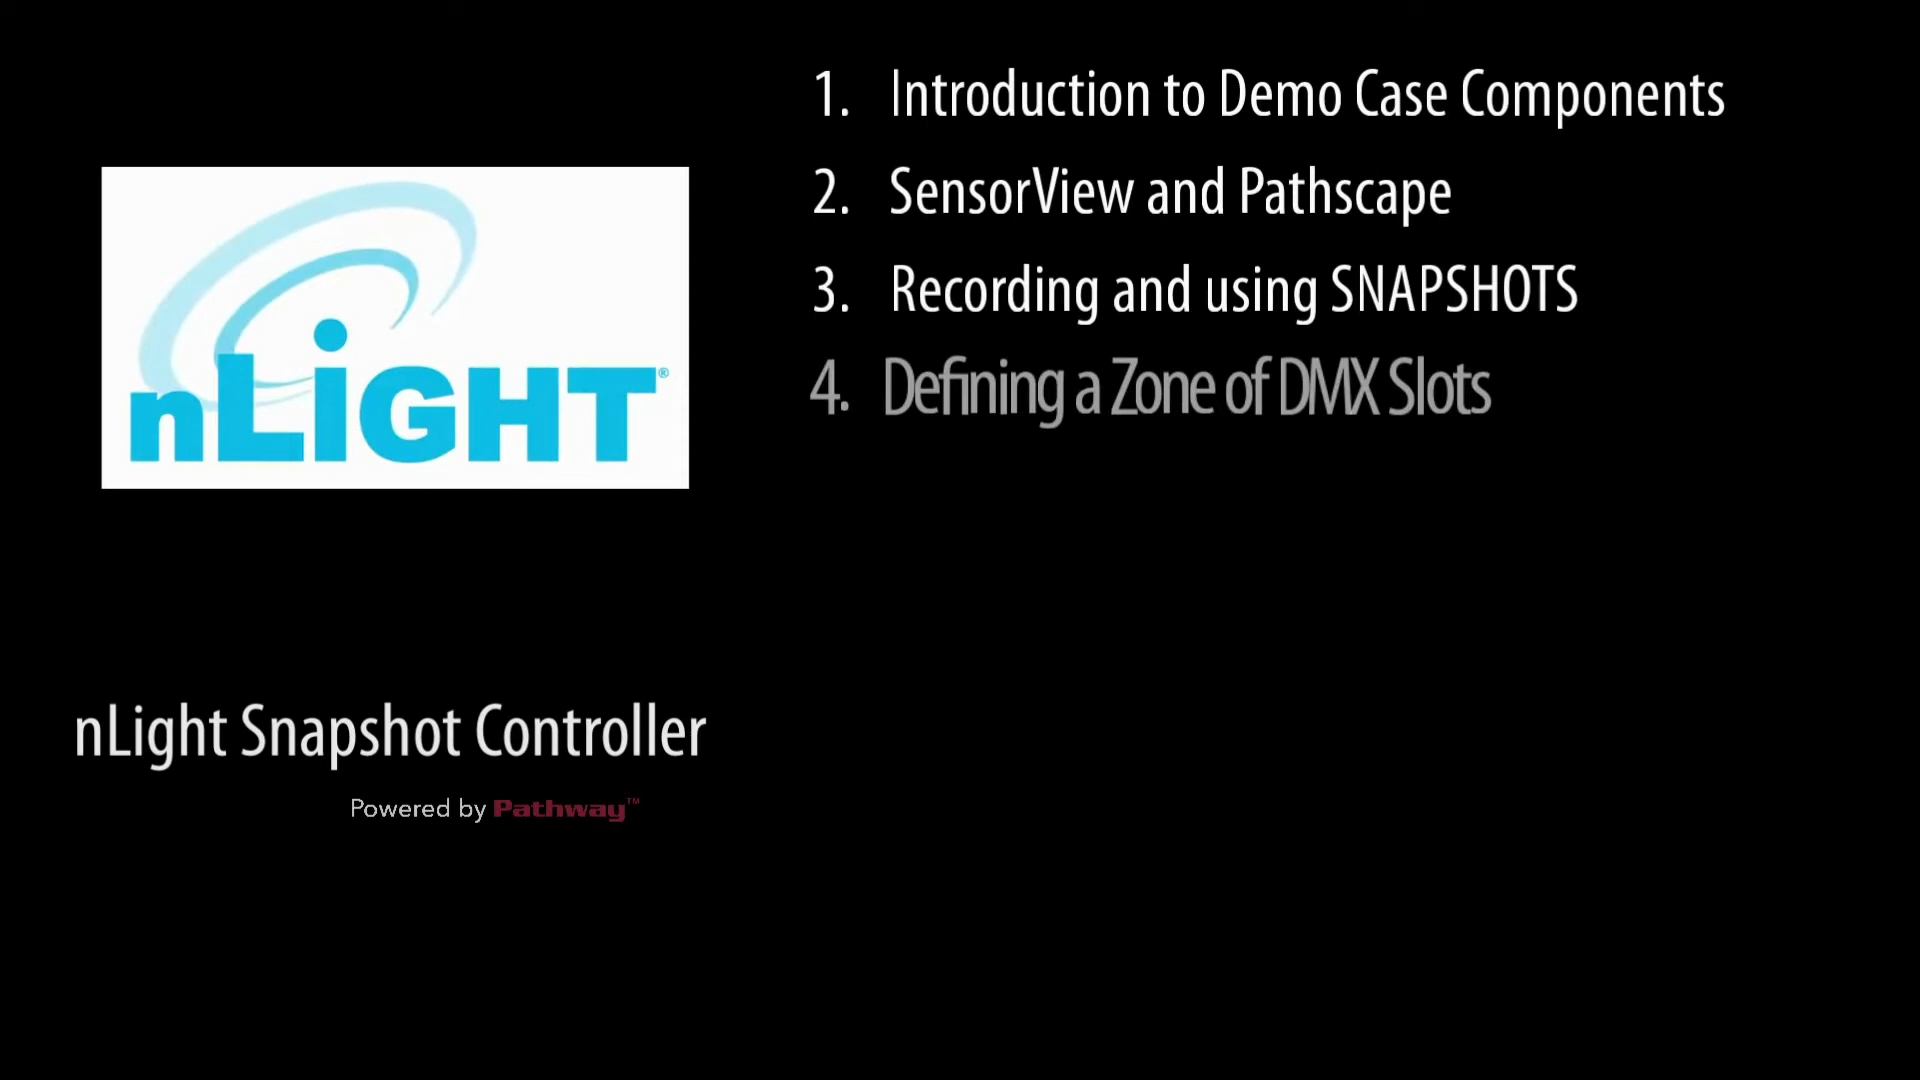 nLiGHT®
nLight Snapshot Controller
Powered by Pathway™
1. Introduction to Demo Case Components
2. SensorView and Pathscape
3. Recording and using SNAPSHOTS
4. Defining a Zone of DMX Slots